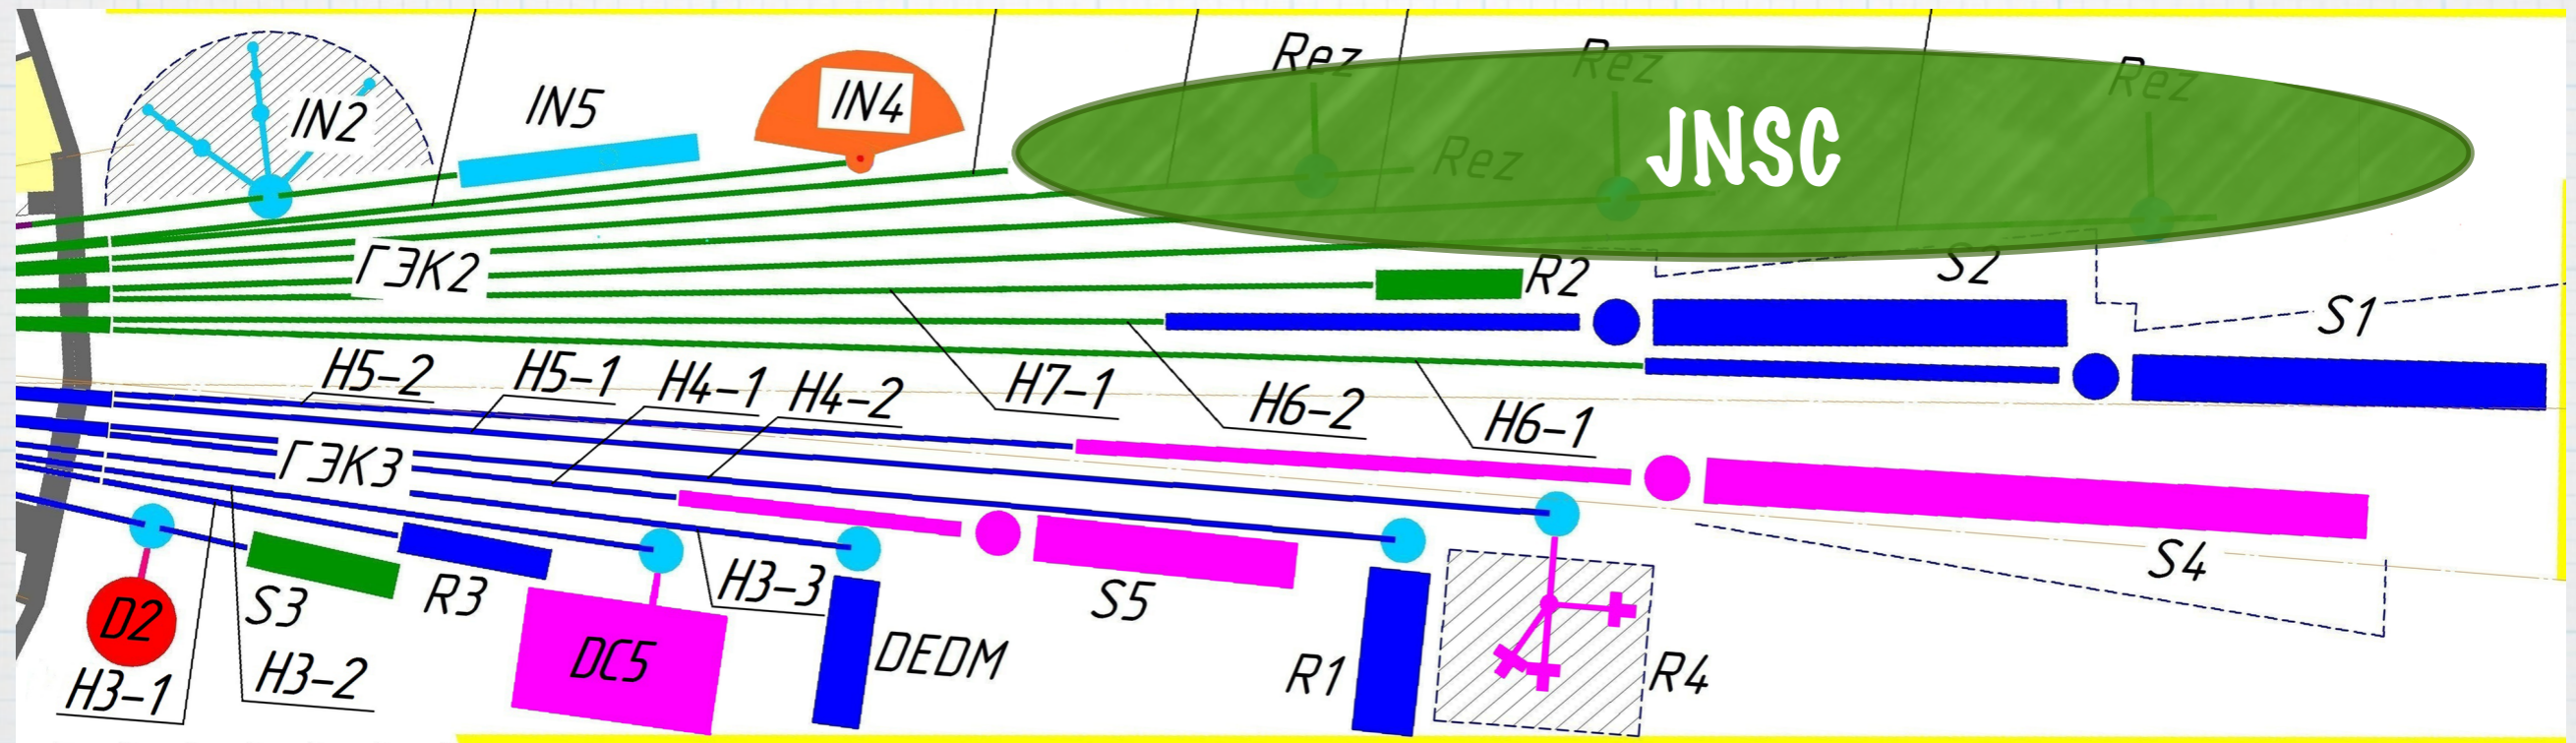 Rez
Rez
Rez
IN2
IN5
IN4
JNSC
Rez
ГЭК2
R2
S2
S1
H5-2
H5-1
H4-1
H4-2
H7-1
H6-2
H6-1
ГЭК3
S4
D2
S3
R3
H3-3
S5
DC5
DEDM
R1
R4
H3-1
H3-2